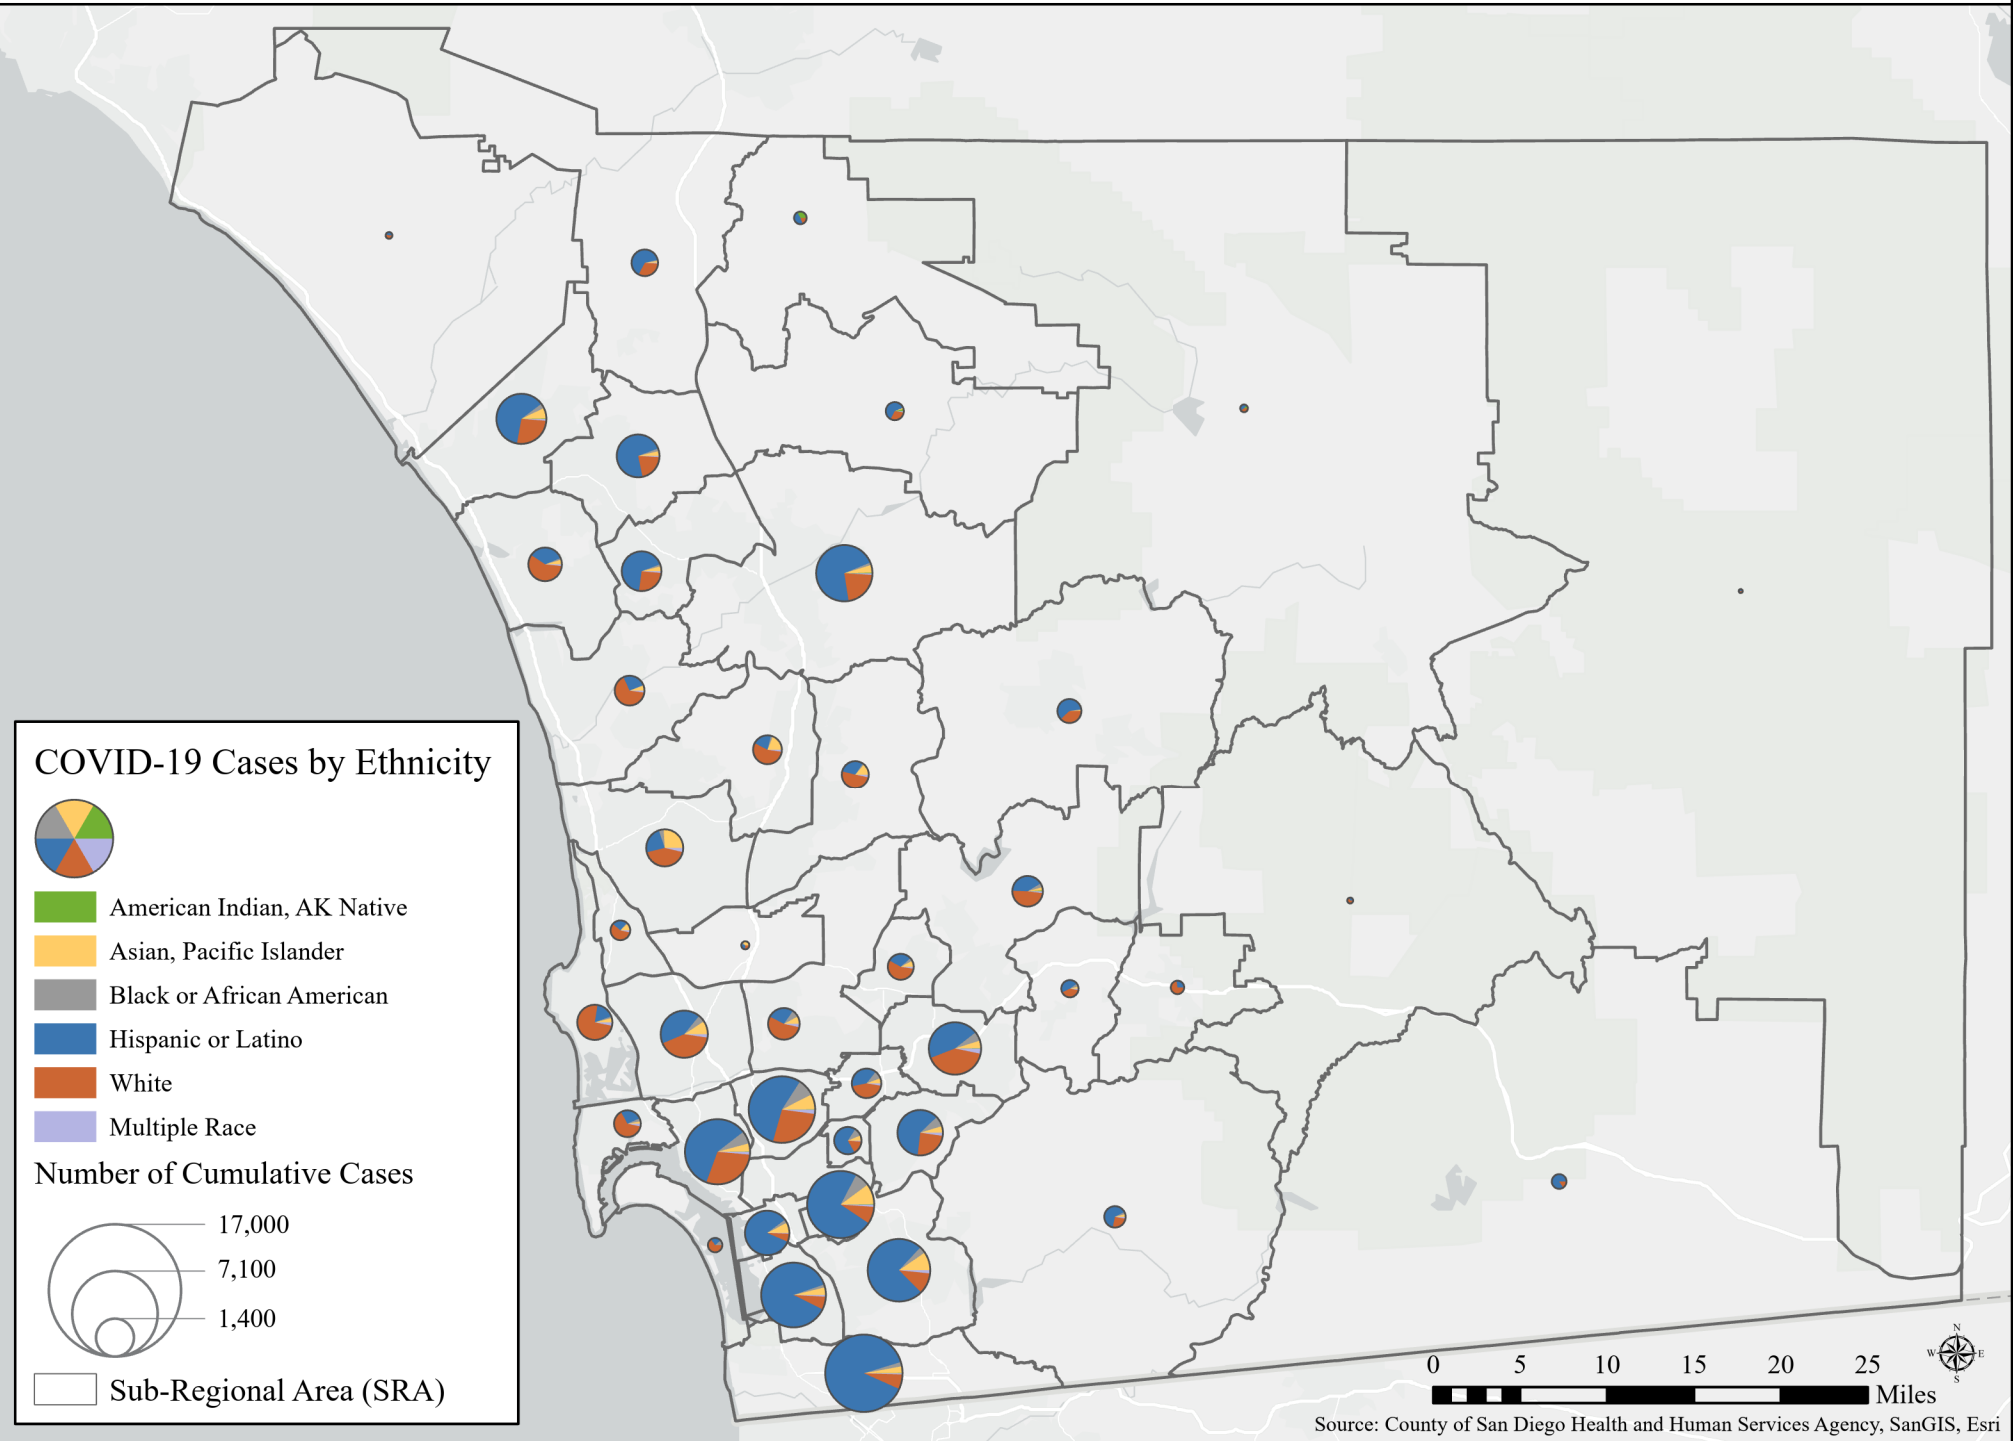 COVID-19 Cases by Ethnicity
American Indian, AK Native
Asian, Pacific Islander
Black or African American
Hispanic or Latino
White
Multiple Race
Number of Cumulative Cases
17,000
7,100
1,400
Sub-Regional Area (SRA)
N
W E
S
0 5 10 15 20 25
Miles
Source: County of San Diego Health and Human Services Agency, SanGIS, Esri